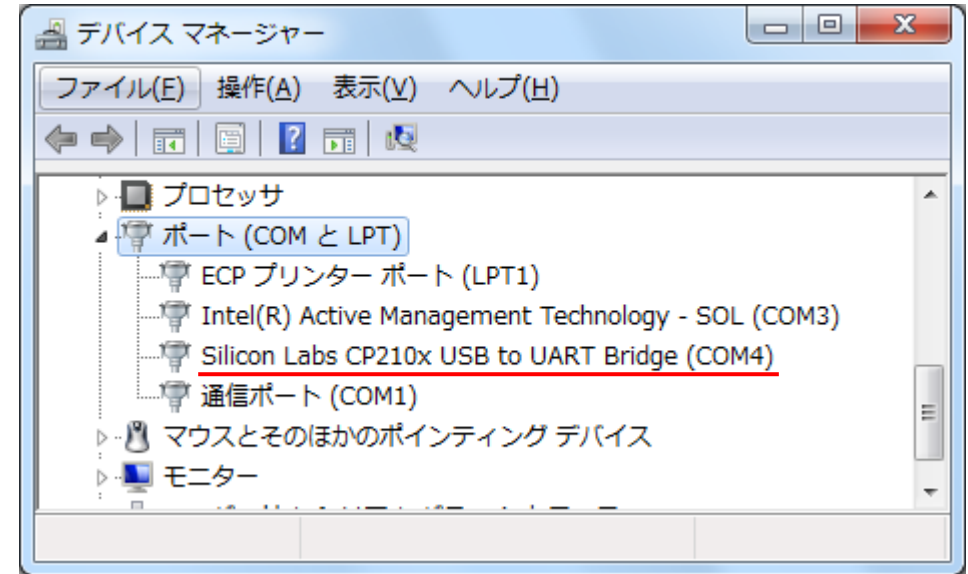 デバイス マネージャー
ファイル(F) 操作(A) 表示(V) ヘルプ(H)
プロセッサ
ポート (COM と LPT)
ECP プリンター ポート (LPT1)
Intel(R) Active Management Technology - SOL (COM3)
Silicon Labs CP210x USB to UART Bridge (COM4)
通信ポート (COM1)
マウスとそのほかのポインティング デバイス
モニター